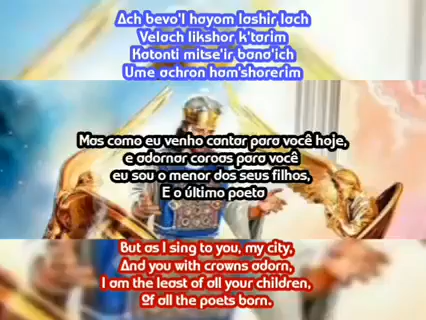 Ach bevo'I hayom lashir lach
Velach likshor k'tarim
Katonti mitse'ir bana'ich
Ume achron ham'shorerim
Mas como eu venho cantar para você hoje,
e adornar coroas para você
eu sou o menor dos seus filhos,
E o último poeta
But as I sing to you, my city,
And you with crowns adorn,
I am the least of all your children,
Of all the poets born.